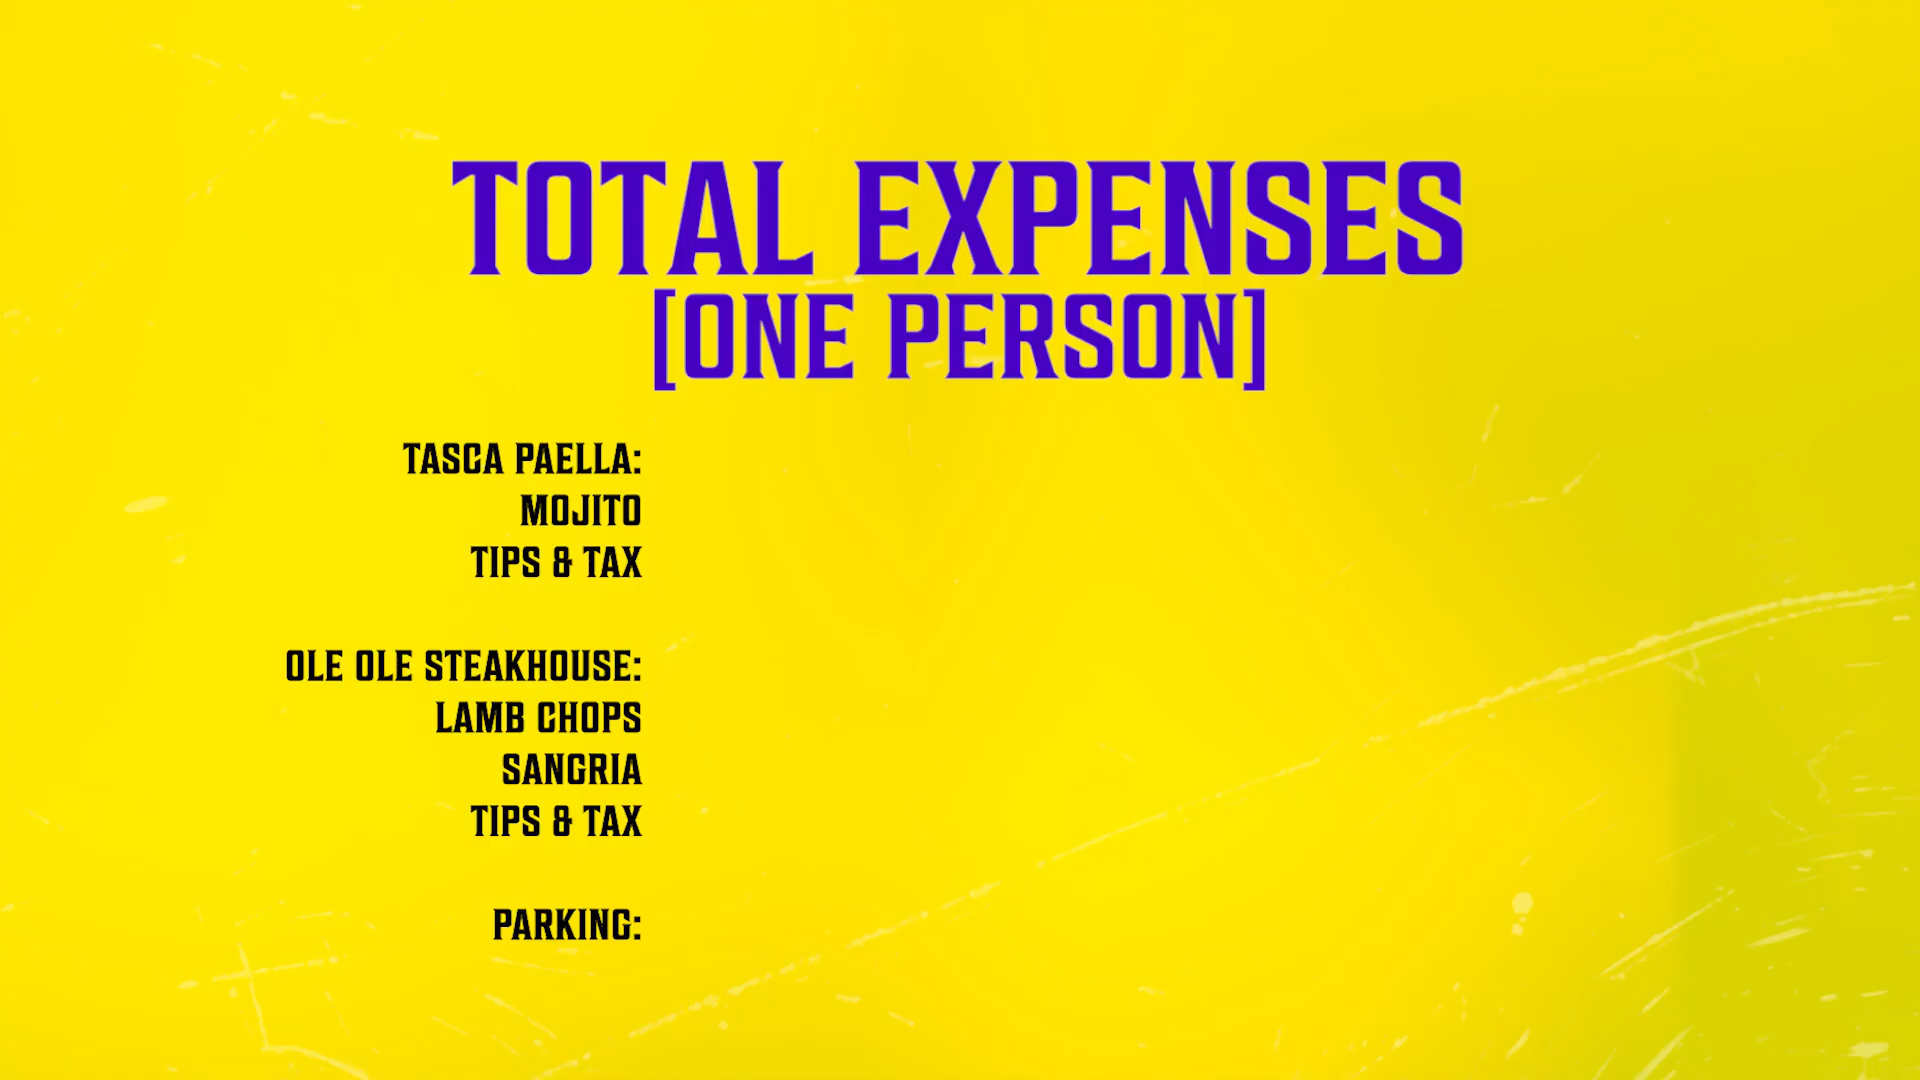 TOTAL EXPENSES
[ONE PERSON]
TASCA PAELLA:
MOJITO
TIPS & TAX
OLE OLE STEAKHOUSE:
LAMB CHOPS
SANGRIA
TIPS & TAX
PARKING: